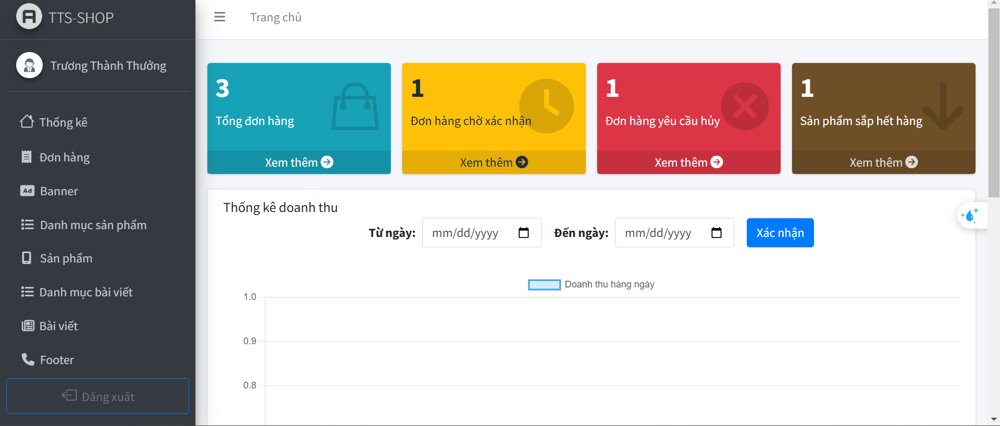 TTS-SHOP
Trương Thành Thưởng
Thống kê
Đơn hàng
Ad
Banner
Danh mục sản phẩm
Sản phẩm
Danh mục bài viết
Bài viết
Footer
Đăng xuất
Trang chủ
3
Tổng đơn hàng
Xem thêm
1
Đơn hàng chờ xác nhận
Xem thêm
1
Đơn hàng yêu cầu hủy
Xem thêm
1
Sản phẩm sắp hết hàng
Xem thêm
Thống kê doanh thu
Từ ngày: mm/dd/yyyy Đến ngày: mm/dd/yyyy Xác nhận
Doanh thu hàng ngày
1.0
0.9
0.8